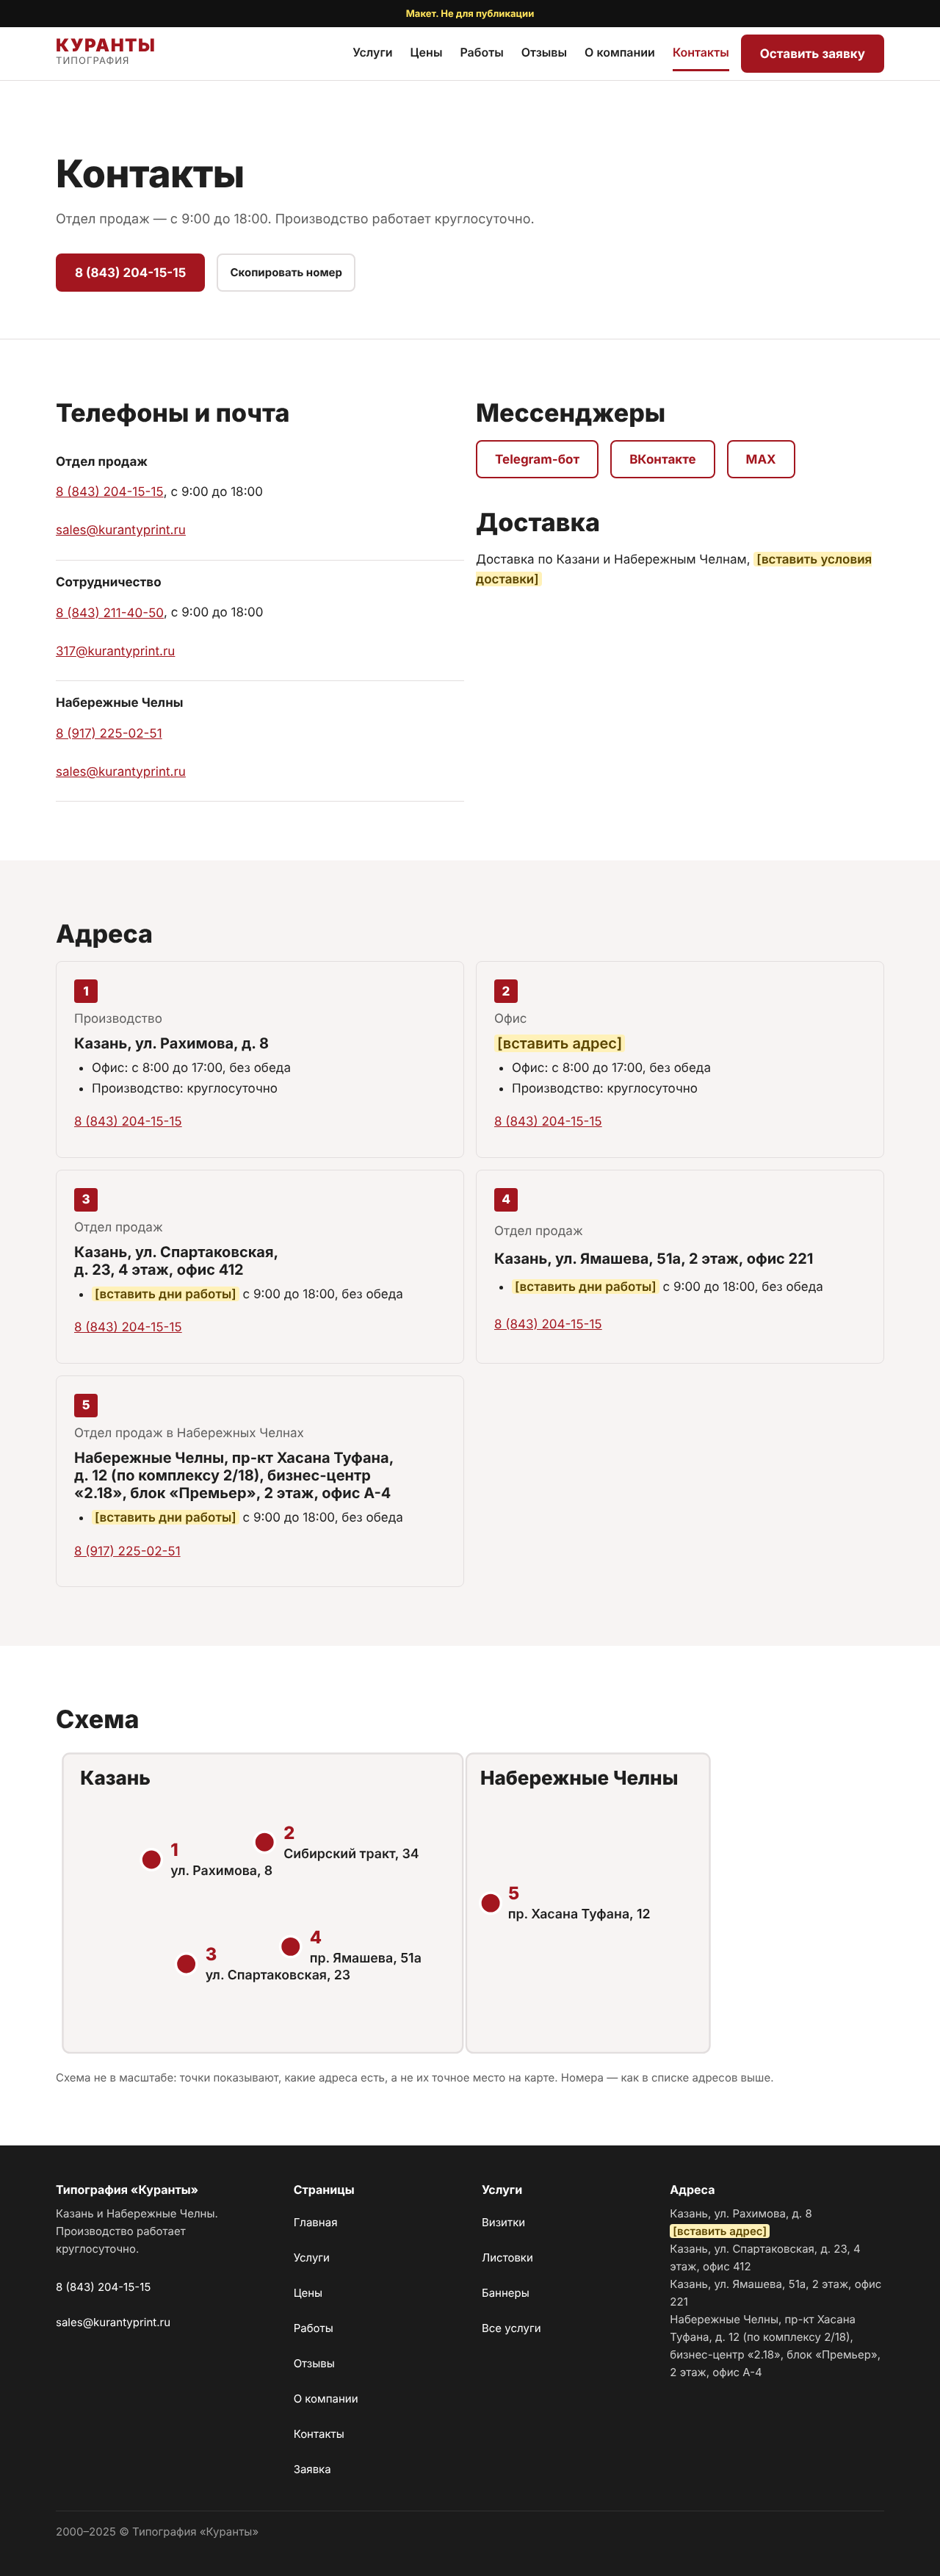 Макет. Не для публикации
КУРАНТЫ
ТИПОГРАФИЯ
Услуги Цены Работы Отзывы О компании Контакты Оставить заявку
Контакты
Отдел продаж — с 9:00 до 18:00. Производство работает круглосуточно.
8 (843) 204-15-15 Скопировать номер
Телефоны и почта
Отдел продаж
8 (843) 204-15-15, с 9:00 до 18:00
sales@kurantyprint.ru
Сотрудничество
8 (843) 211-40-50, с 9:00 до 18:00
317@kurantyprint.ru
Набережные Челны
8 (917) 225-02-51
sales@kurantyprint.ru
Мессенджеры
Telegram-бот ВКонтакте MAX
Доставка
Доставка по Казани и Набережным Челнам, [вставить условия
доставки]
Адреса
1
Производство
Казань, ул. Рахимова, д. 8
• Офис: с 8:00 до 17:00, без обеда
• Производство: круглосуточно
8 (843) 204-15-15
2
Офис
[вставить адрес]
• Офис: с 8:00 до 17:00, без обеда
• Производство: круглосуточно
8 (843) 204-15-15
3
Отдел продаж
Казань, ул. Спартаковская,
д. 23, 4 этаж, офис 412
• [вставить дни работы] с 9:00 до 18:00, без обеда
8 (843) 204-15-15
4
Отдел продаж
Казань, ул. Ямашева, 51а, 2 этаж, офис 221
• [вставить дни работы] с 9:00 до 18:00, без обеда
8 (843) 204-15-15
5
Отдел продаж в Набережных Челнах
Набережные Челны, пр-кт Хасана Туфана,
д. 12 (по комплексу 2/18), бизнес-центр
«2.18», блок «Премьер», 2 этаж, офис А-4
• [вставить дни работы] с 9:00 до 18:00, без обеда
8 (917) 225-02-51
Схема
Казань
1
ул. Рахимова, 8
2
Сибирский тракт, 34
3
ул. Спартаковская, 23
4
пр. Ямашева, 51а
Набережные Челны
5
пр. Хасана Туфана, 12
Схема не в масштабе: точки показывают, какие адреса есть, а не их точное место на карте. Номера — как в списке адресов выше.
Типография «Куранты»
Казань и Набережные Челны.
Производство работает
круглосуточно.
8 (843) 204-15-15
sales@kurantyprint.ru
Страницы
Главная
Услуги
Цены
Работы
Отзывы
О компании
Контакты
Заявка
Услуги
Визитки
Листовки
Баннеры
Все услуги
Адреса
Казань, ул. Рахимова, д. 8
[вставить адрес]
Казань, ул. Спартаковская, д. 23, 4
этаж, офис 412
Казань, ул. Ямашева, 51а, 2 этаж, офис
221
Набережные Челны, пр-кт Хасана
Туфана, д. 12 (по комплексу 2/18),
бизнес-центр «2.18», блок «Премьер»,
2 этаж, офис А-4
2000–2025 © Типография «Куранты»